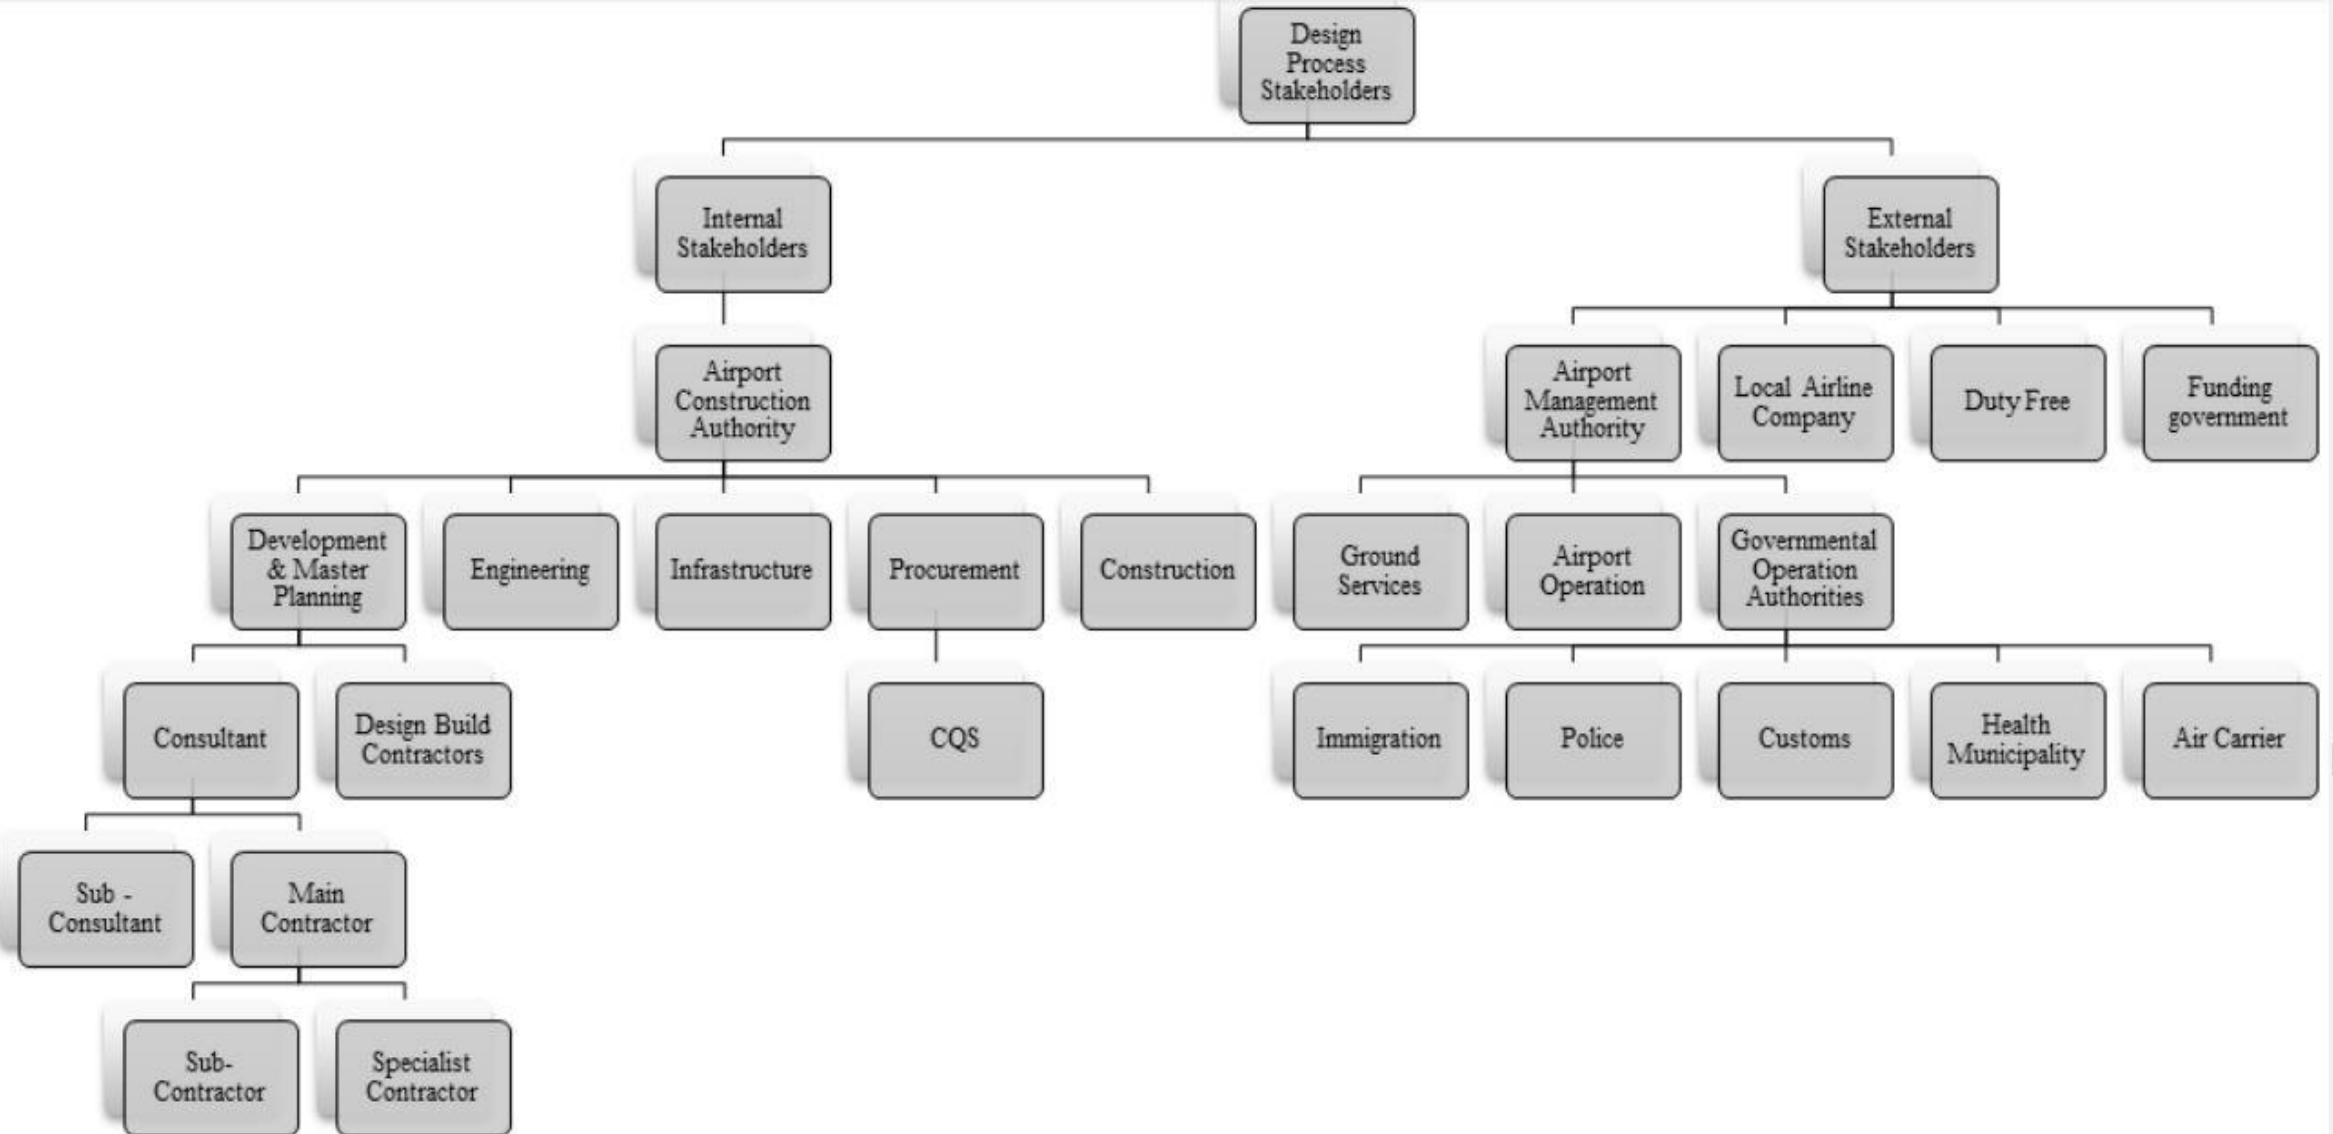 Design
Process
Stakeholders
Internal
Stakeholders
External
Stakeholders
Airport
Construction
Authority
Airport
Management
Authority
Local Airline
Company
Duty Free
Funding
government
Development
& Master
Planning
Engineering
Infrastructure
Procurement
Construction
Ground
Services
Airport
Operation
Governmental
Operation
Authorities
Consultant
Design Build
Contractors
CQS
Immigration
Police
Customs
Health
Municipality
Air Carrier
Sub -
Consultant
Main
Contractor
Sub-
Contractor
Specialist
Contractor